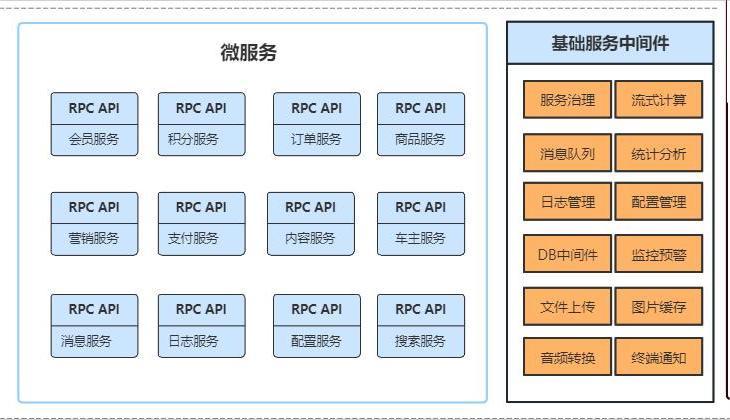 微服务
基础服务中间件
RPC API RPC API RPC API RPC API
会员服务 积分服务 订单服务 商品服务
RPC API RPC API RPC API RPC API
营销服务 支付服务 内容服务 车主服务
RPC API RPC API RPC API RPC API
消息服务 日志服务 配置服务 搜索服务
服务治理 流式计算
消息队列 统计分析
日志管理 配置管理
DB中间件 监控预警
文件上传 图片缓存
音频转换 终端通知